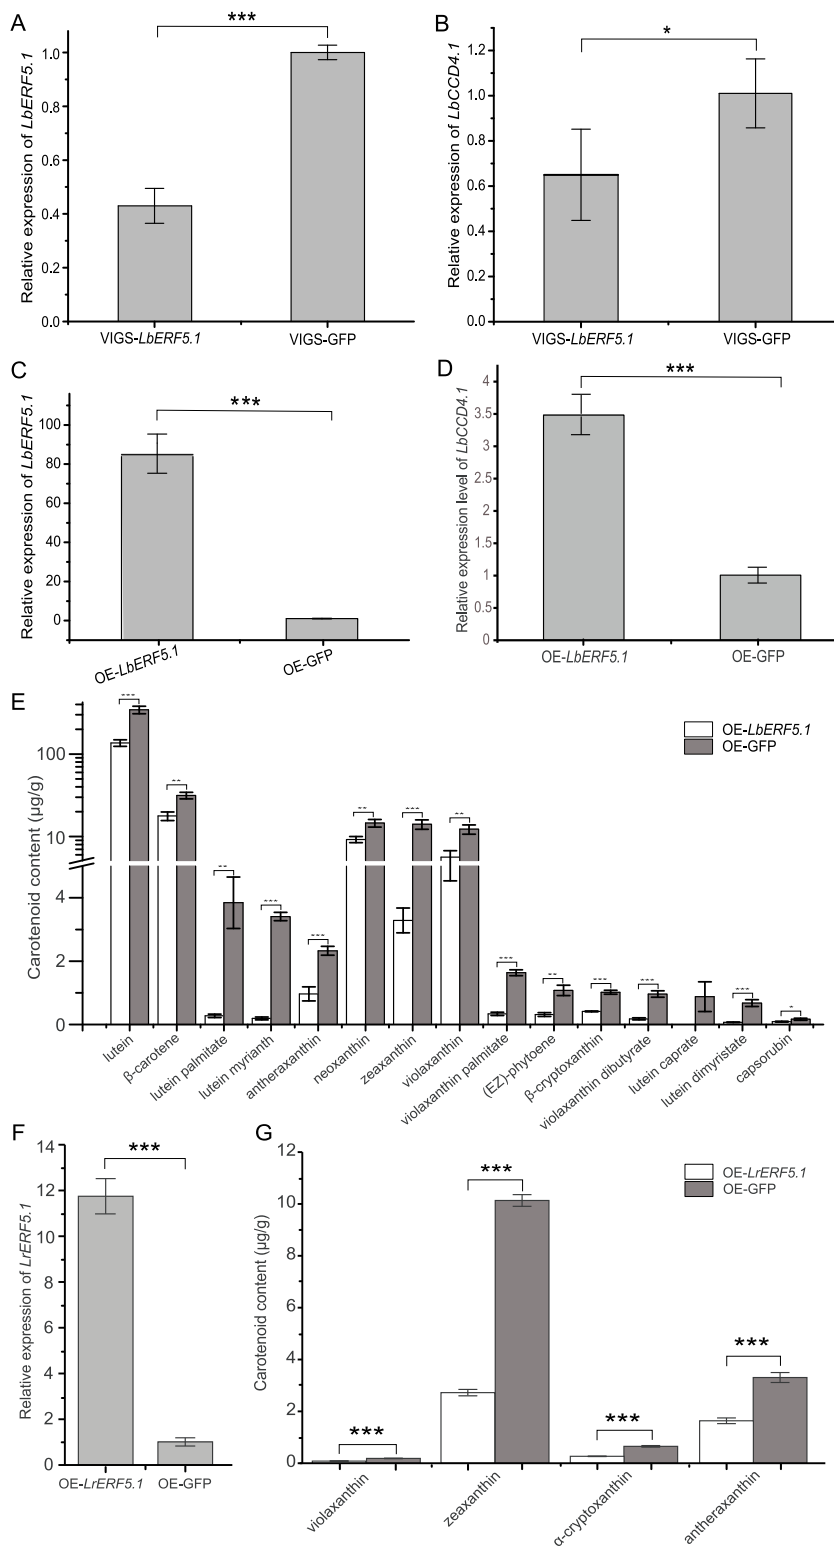 A
***
Relative expression of LbERF5.1
1.0
0.8
0.6
0.4
0.2
0.0
VIGS-LbERF5.1
VIGS-GFP
B
*
Relative expression of LbCCD4.1
1.2
1.0
0.8
0.6
0.4
0.2
0.0
VIGS-LbERF5.1
VIGS-GFP
C
***
Relative expression of LbERF5.1
100
80
60
40
20
0
OE-LbERF5.1
OE-GFP
D
***
Relative expression level of LbCCD4.1
4
3.5
3
2.5
2
1.5
1
0.5
0
OE-LbERF5.1
OE-GFP
E
Carotenoid content (µg/g)
100
10
4
2
0
OE-LbERF5.1
OE-GFP
***
**
**
***
***
**
***
**
***
**
***
***
***
*
lutein
β-carotene
lutein palmitate
lutein myrianth
antheraxanthin
neoxanthin
zeaxanthin
violaxanthin
violaxanthin palmitate
(EZ)-phytoene
β-cryptoxanthin
violaxanthin dibutyrate
lutein caprate
lutein dimyristate
capsorubin
F
***
Relative expression of LrERF5.1
14
12
10
8
6
4
2
0
OE-LrERF5.1
OE-GFP
G
Carotenoid content (µg/g)
12
10
8
6
4
2
0
OE-LrERF5.1
OE-GFP
***
***
***
***
violaxanthin
zeaxanthin
α-cryptoxanthin
antheraxanthin